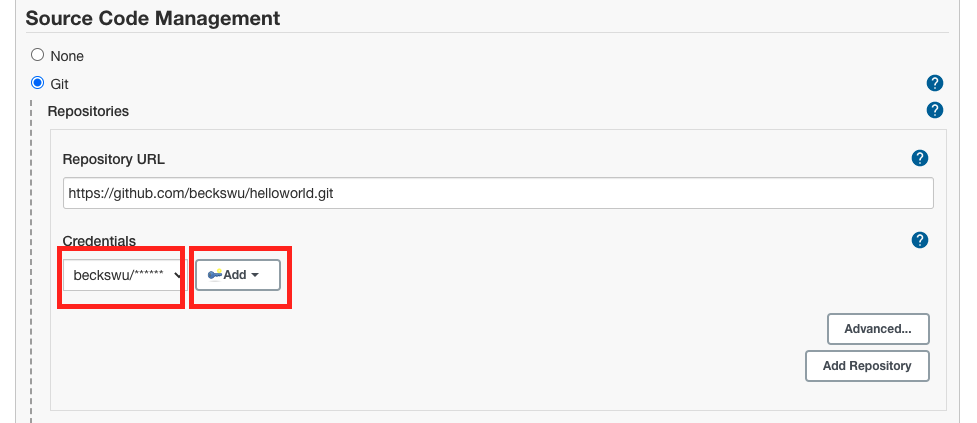 Source Code Management
None
Git
?
Repositories
?
Repository URL
?
https://github.com/beckswu/helloworld.git
Credentials
?
beckswu/******
Add
Advanced...
Add Repository